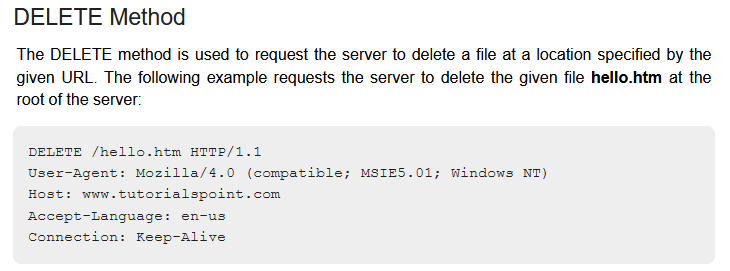 DELETE Method
The DELETE method is used to request the server to delete a file at a location specified by the
given URL. The following example requests the server to delete the given file hello.htm at the
root of the server:
DELETE /hello.htm HTTP/1.1
User-Agent: Mozilla/4.0 (compatible; MSIE5.01; Windows NT)
Host: www.tutorialspoint.com
Accept-Language: en-us
Connection: Keep-Alive